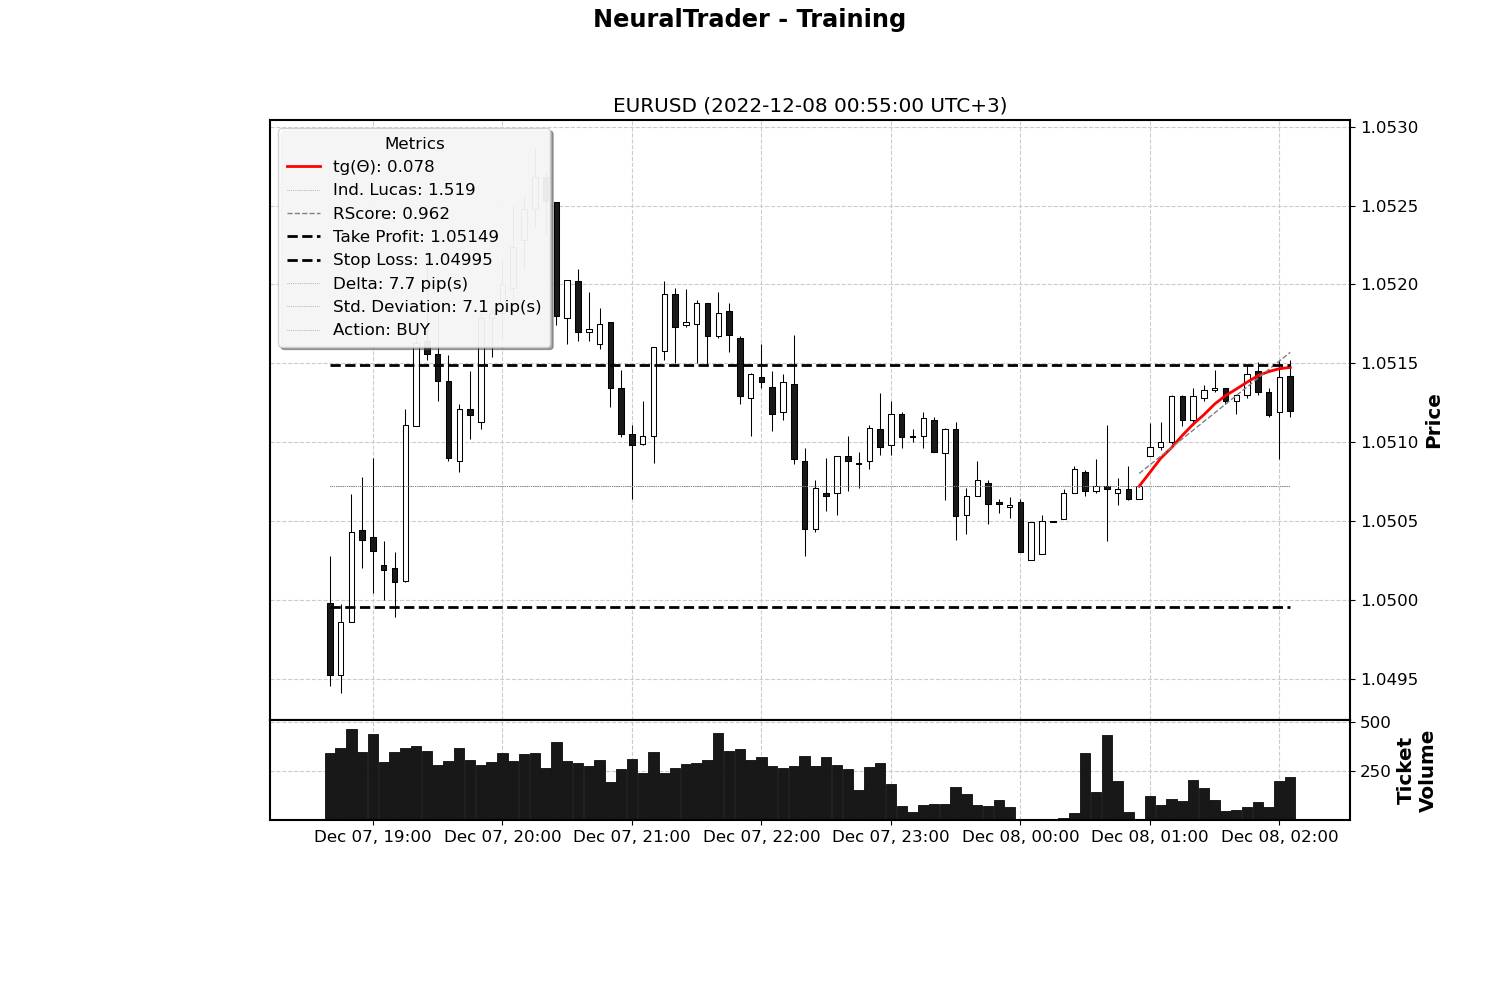 NeuralTrader - Training
EURUSD (2022-12-08 00:55:00 UTC+3)
Metrics
tg(Θ): 0.078
Ind. Lucas: 1.519
RScore: 0.962
Take Profit: 1.05149
Stop Loss: 1.04995
Delta: 7.7 pip(s)
Std. Deviation: 7.1 pip(s)
Action: BUY
1.0530
1.0525
1.0520
1.0515
1.0510
1.0505
1.0500
1.0495
Price
500
250
Ticket
Volume
Dec 07, 19:00
Dec 07, 20:00
Dec 07, 21:00
Dec 07, 22:00
Dec 07, 23:00
Dec 08, 00:00
Dec 08, 01:00
Dec 08, 02:00